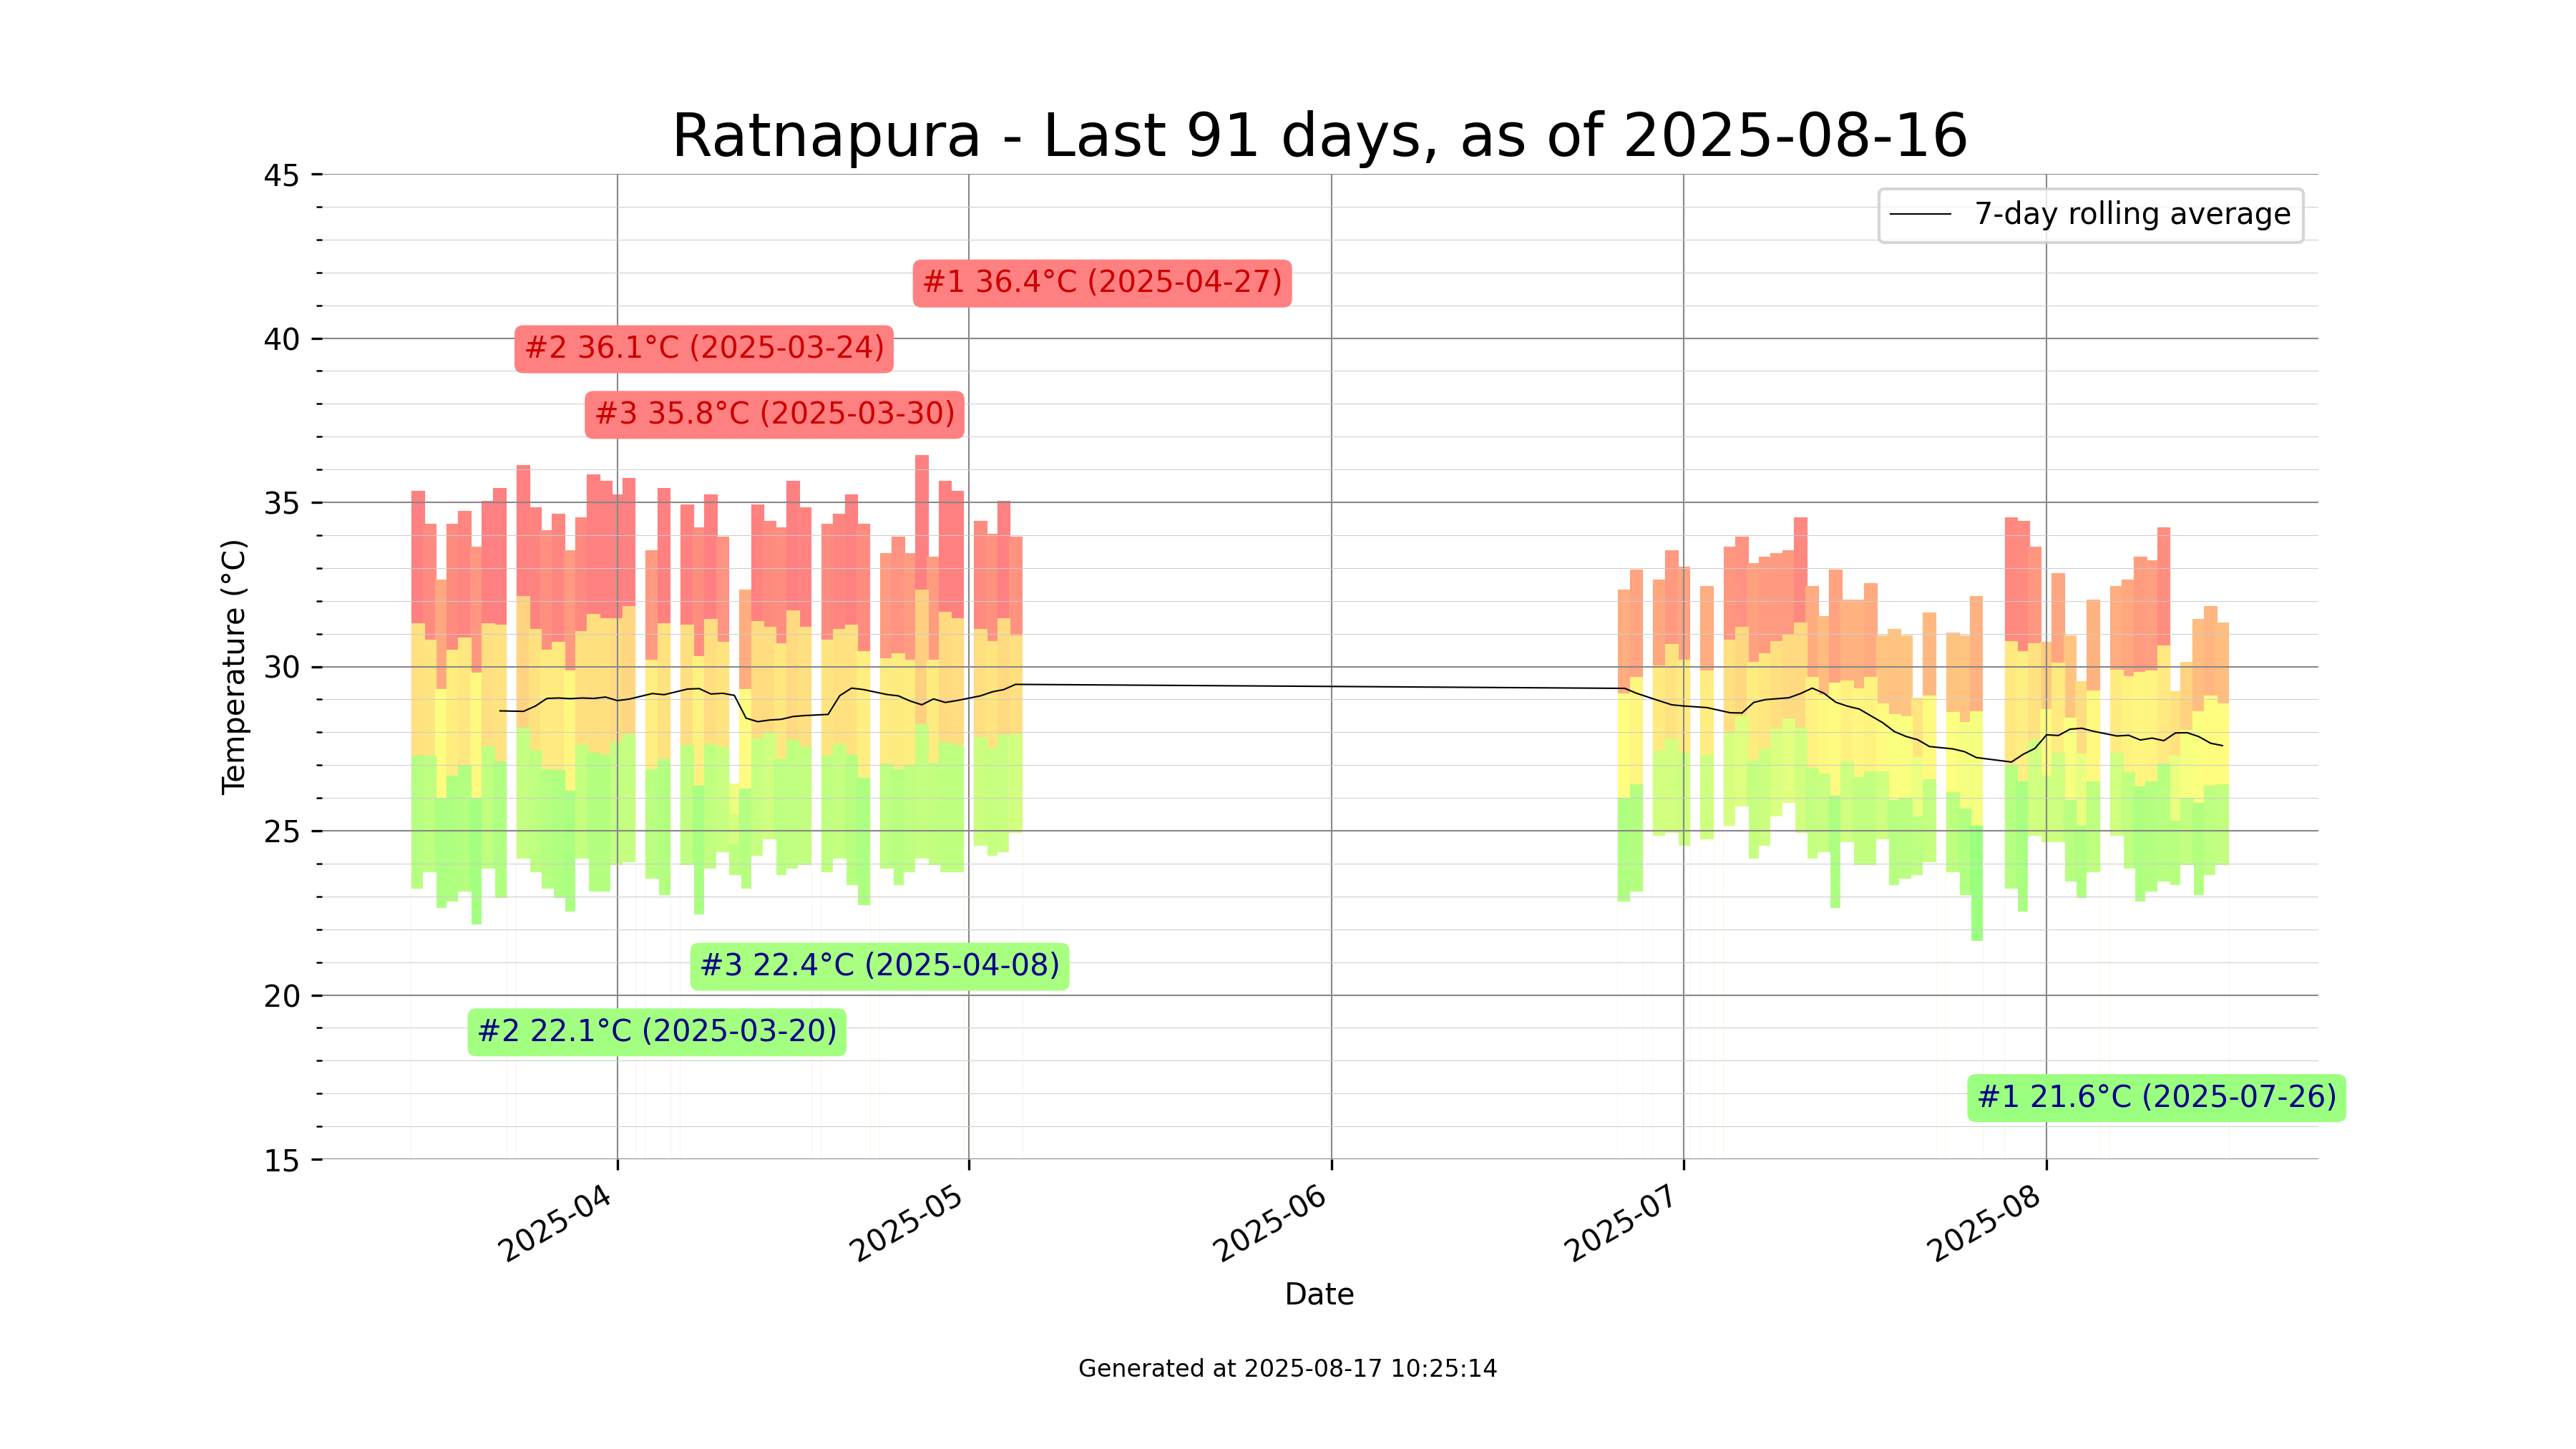 Ratnapura - Last 91 days, as of 2025-08-16
7-day rolling average
#1 36.4°C (2025-04-27)
#2 36.1°C (2025-03-24)
#3 35.8°C (2025-03-30)
#3 22.4°C (2025-04-08)
#2 22.1°C (2025-03-20)
#1 21.6°C (2025-07-26)
45
40
35
30
25
20
15
Temperature (°C)
2025-04
2025-05
2025-06
2025-07
2025-08
Date
Generated at 2025-08-17 10:25:14